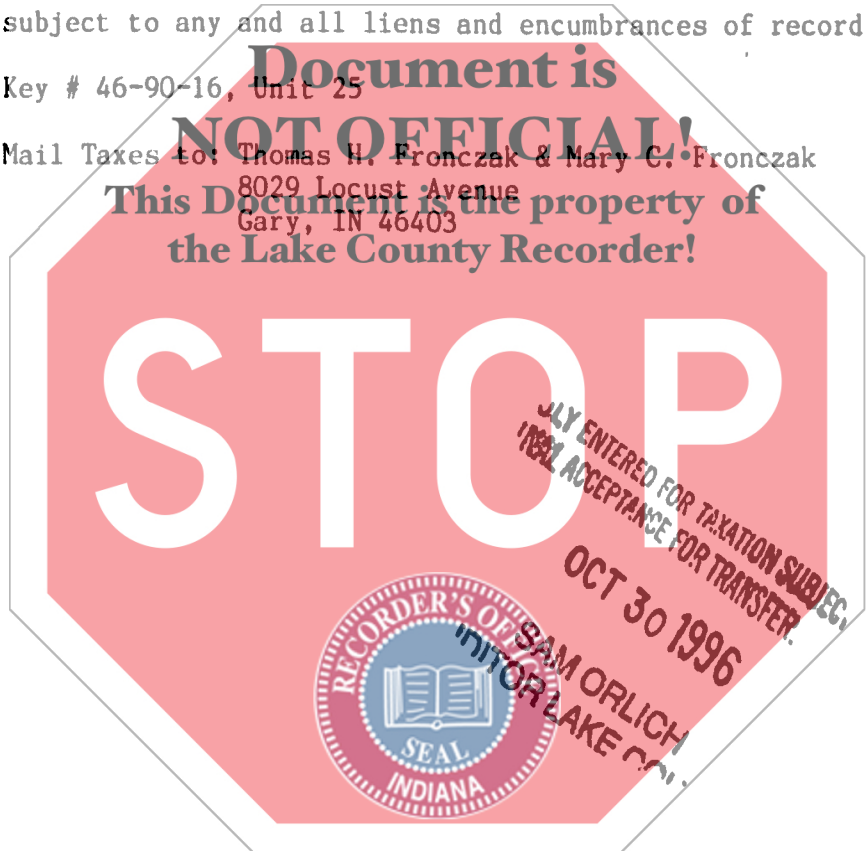 subject to any and all liens and encumbrances of record
Document is
Key # 46-90-16, Unit 25
NOT OFFICIAL!
Mail Taxes to: Thomas H. Fronczak & Mary C. Fronczak
8029 Locust Avenue
This Document is the property of
Gary, IN 46403
the Lake County Recorder!
STOP
ENTERED FOR TAXATION SUBJEC
ACCEPTANCE FOR TRANSFER.
OCT 30 1996
SAM ORLICH
LAKE
RECORDER'S OFFICE
SEAL
INDIANA